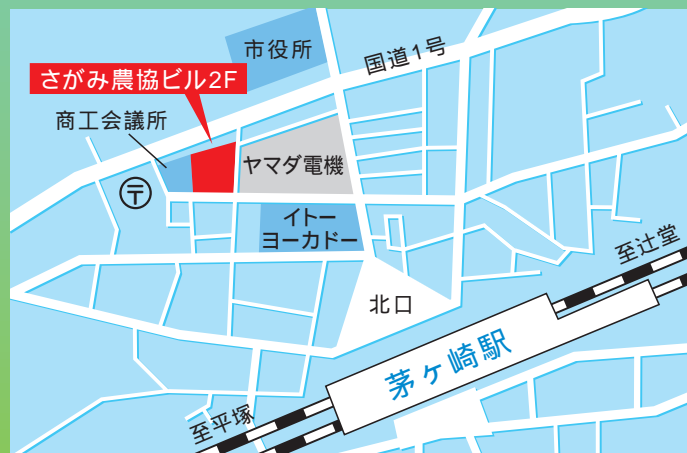 市役所
国道1号
さがみ農協ビル2F
商工会議所
ヤマダ電機
〒
イトー
ヨーカドー
至辻堂
北口
茅ヶ崎駅
至平塚